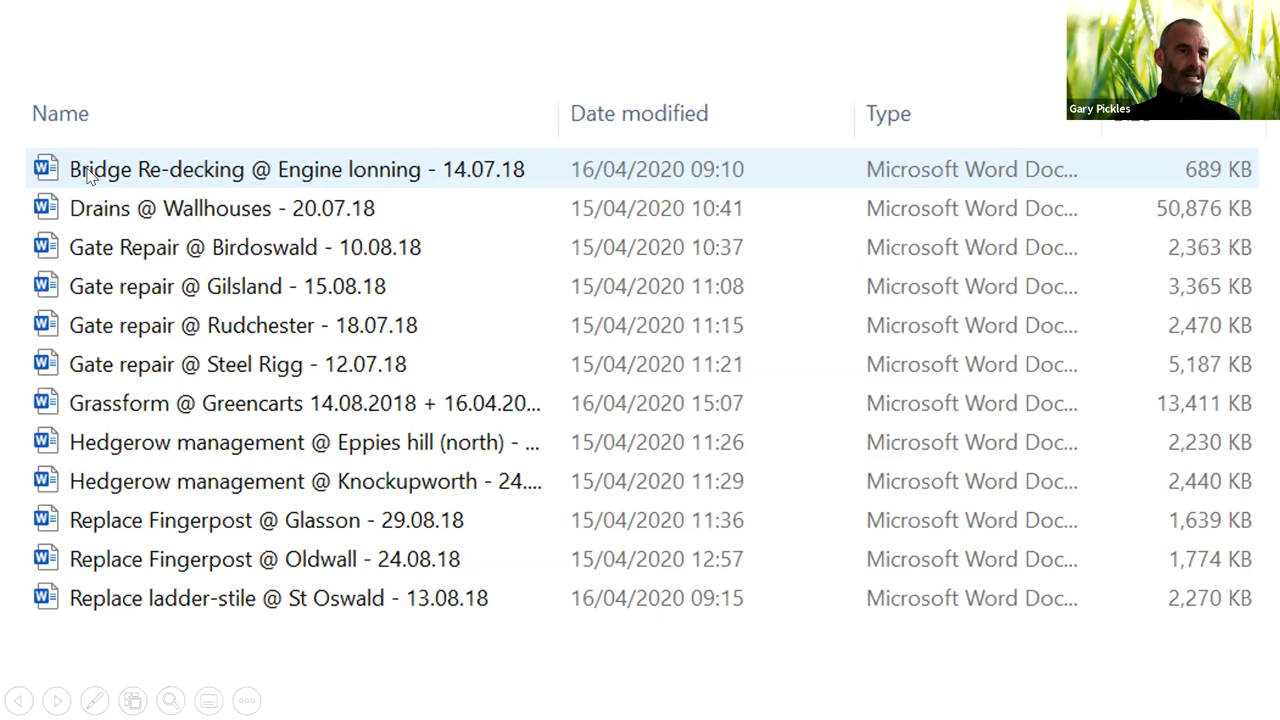 Gary Pickles
Name Date modified Type
Bridge Re-decking @ Engine lonning - 14.07.18 16/04/2020 09:10 Microsoft Word Doc... 689 KB
Drains @ Wallhouses - 20.07.18 15/04/2020 10:41 Microsoft Word Doc... 50,876 KB
Gate Repair @ Birdoswald - 10.08.18 15/04/2020 10:37 Microsoft Word Doc... 2,363 KB
Gate repair @ Gilsland - 15.08.18 15/04/2020 11:08 Microsoft Word Doc... 3,365 KB
Gate repair @ Rudchester - 18.07.18 15/04/2020 11:15 Microsoft Word Doc... 2,470 KB
Gate repair @ Steel Rigg - 12.07.18 15/04/2020 11:21 Microsoft Word Doc... 5,187 KB
Grassform @ Greencarts 14.08.2018 + 16.04.20... 16/04/2020 15:07 Microsoft Word Doc... 13,411 KB
Hedgerow management @ Eppies hill (north) - ... 15/04/2020 11:26 Microsoft Word Doc... 2,230 KB
Hedgerow management @ Knockupworth - 24.... 15/04/2020 11:29 Microsoft Word Doc... 2,440 KB
Replace Fingerpost @ Glasson - 29.08.18 15/04/2020 11:36 Microsoft Word Doc... 1,639 KB
Replace Fingerpost @ Oldwall - 24.08.18 15/04/2020 12:57 Microsoft Word Doc... 1,774 KB
Replace ladder-stile @ St Oswald - 13.08.18 16/04/2020 09:15 Microsoft Word Doc... 2,270 KB